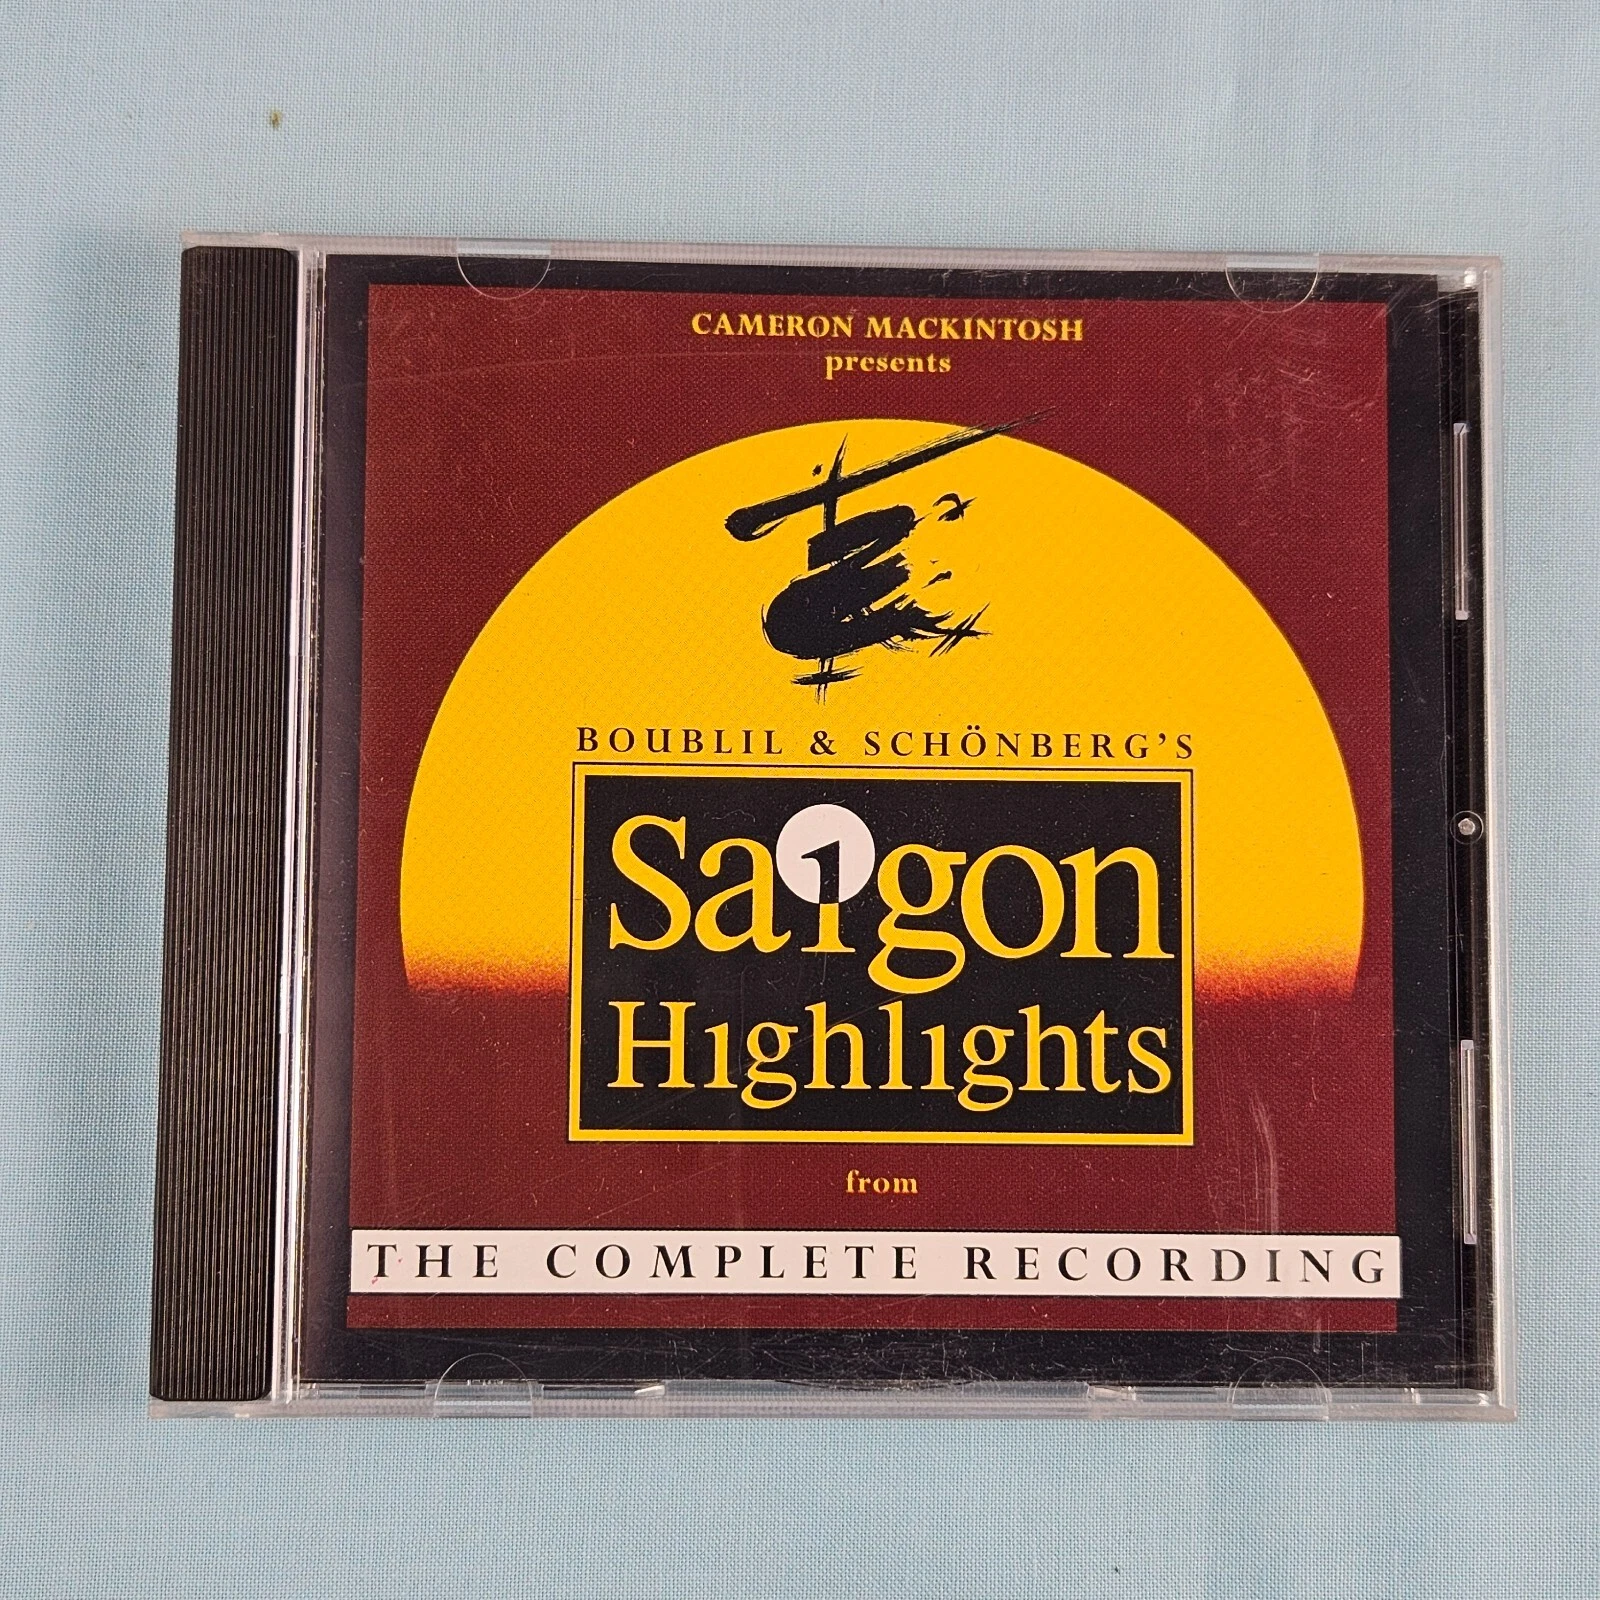 CAMERON MACKINTOSH
presents
BOUBLIL & SCHÖNBERG'S
Saigon
Highlights
from
THE COMPLETE RECORDING